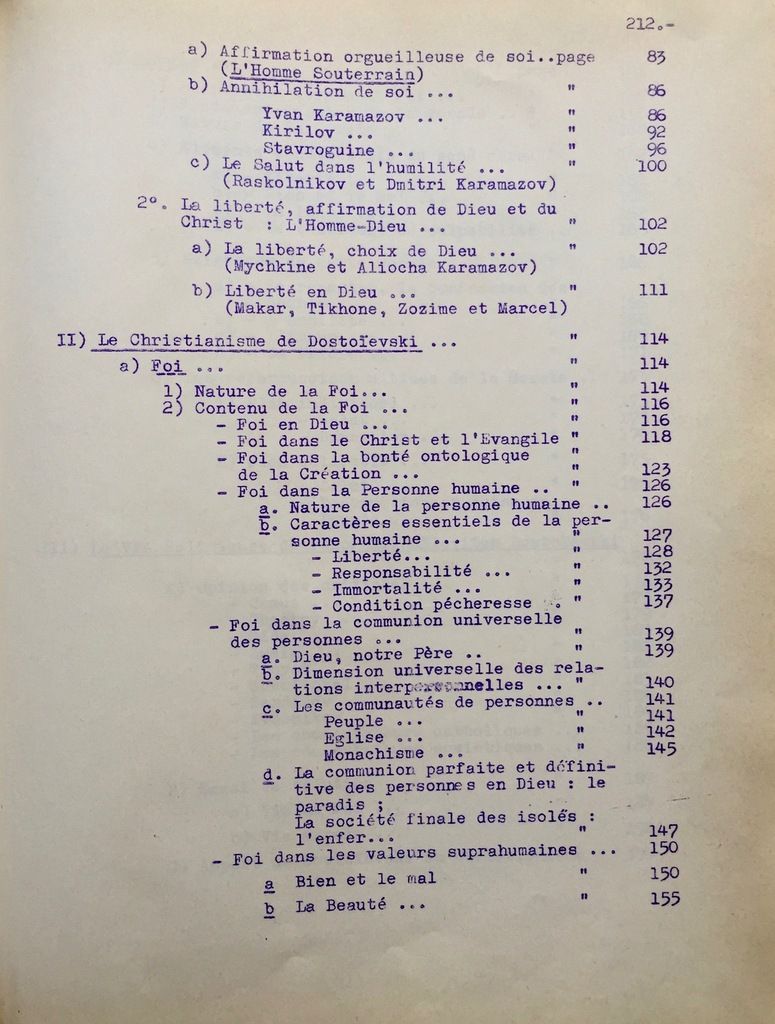 212.-
a) Affirmation orgueilleuse de soi..page 83
(L'Homme Souterrain)
b) Annihilation de soi ... " 86
Yvan Karamazov ... " 86
Kirilov ... " 92
Stavroguine ... " 96
c) Le Salut dans l'humilité ... " 100
(Raskolnikov et Dmitri Karamazov)
2°. La liberté, affirmation de Dieu et du
Christ : L'Homme-Dieu ... " 102
a) La liberté, choix de Dieu ... " 102
(Mychkine et Aliocha Karamazov)
b) Liberté en Dieu ... " 111
(Makar, Tikhone, Zozime et Marcel)
II) Le Christianisme de Dostoïevski ... " 114
a) Foi ... " 114
1) Nature de la Foi... " 114
2) Contenu de la Foi ... " 116
- Foi en Dieu ... " 116
- Foi dans le Christ et l'Evangile " 118
- Foi dans la bonté ontologique
de la Création ... " 123
- Foi dans la Personne humaine .. " 126
a. Nature de la personne humaine .. 126
b. Caractères essentiels de la per-
sonne humaine ... " 127
- Liberté... " 128
- Responsabilité ... " 132
- Immortalité ... " 133
- Condition pécheresse .. " 137
- Foi dans la communion universelle
des personnes ... " 139
a. Dieu, notre Père .. " 139
b. Dimension universelle des rela-
tions interpersonnelles ... " 140
c. Les communautés de personnes .. 141
Peuple ... " 141
Eglise ... " 142
Monachisme ... " 145
d. La communion parfaite et défini-
tive des personnes en Dieu : le
paradis ;
La société finale des isolés :
l'enfer... " 147
- Foi dans les valeurs suprahumaines ... 150
a Bien et le mal " 150
b La Beauté ... " 155